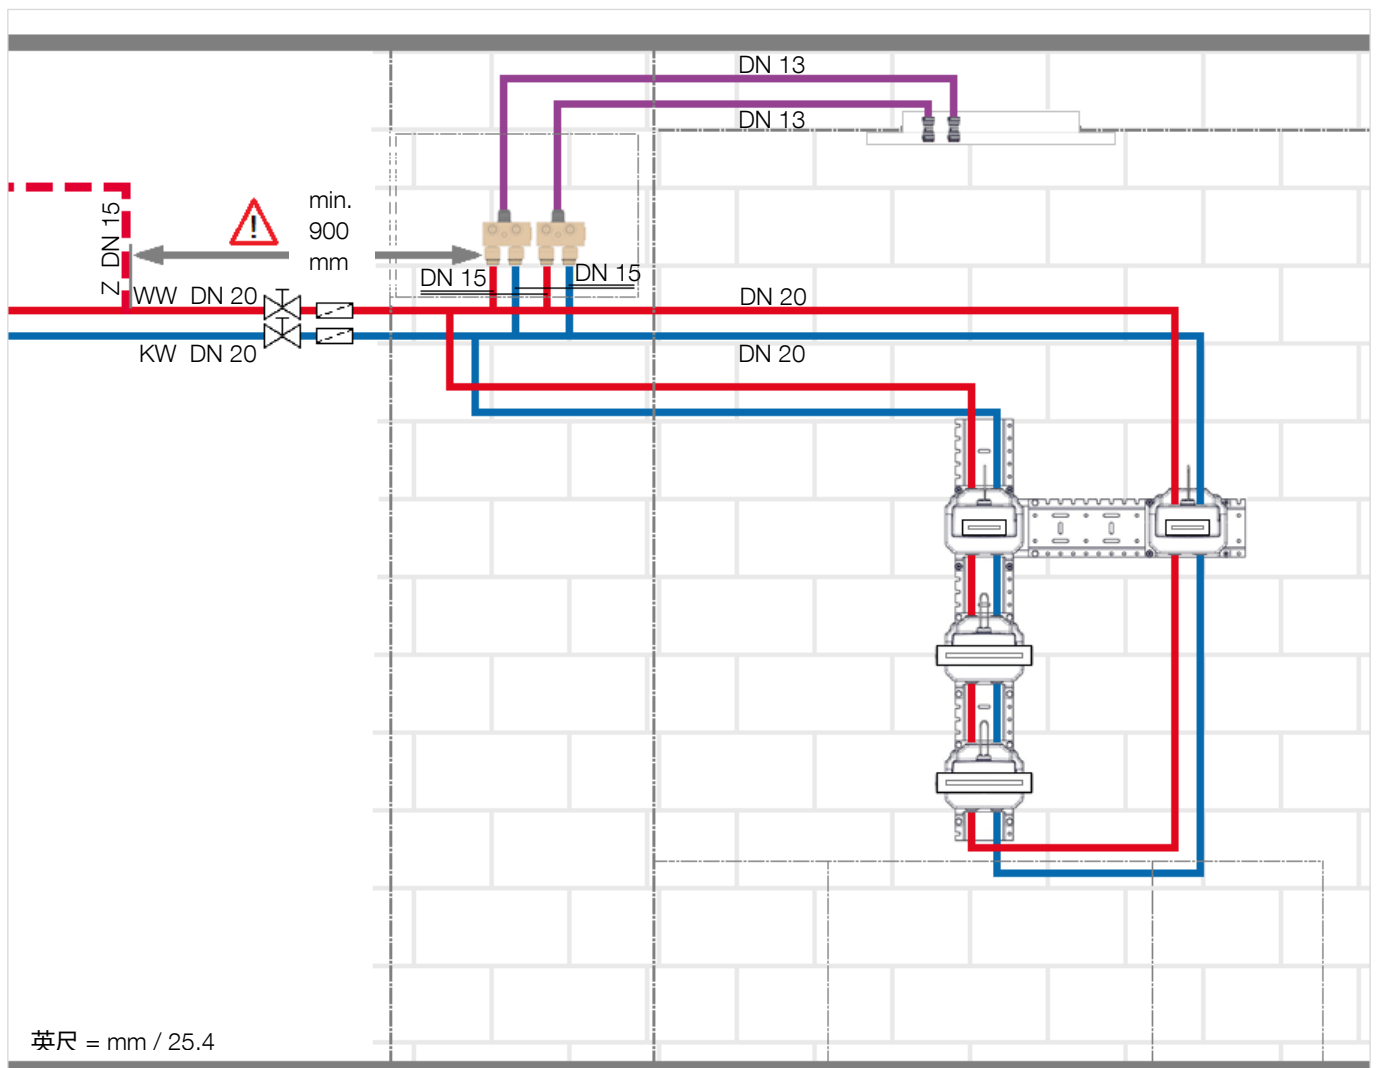 DN 13
DN 13
Z DN 15
!
min.
900
mm
DN 15
DN 15
WW DN 20
DN 20
KW DN 20
DN 20
英尺 = mm / 25.4